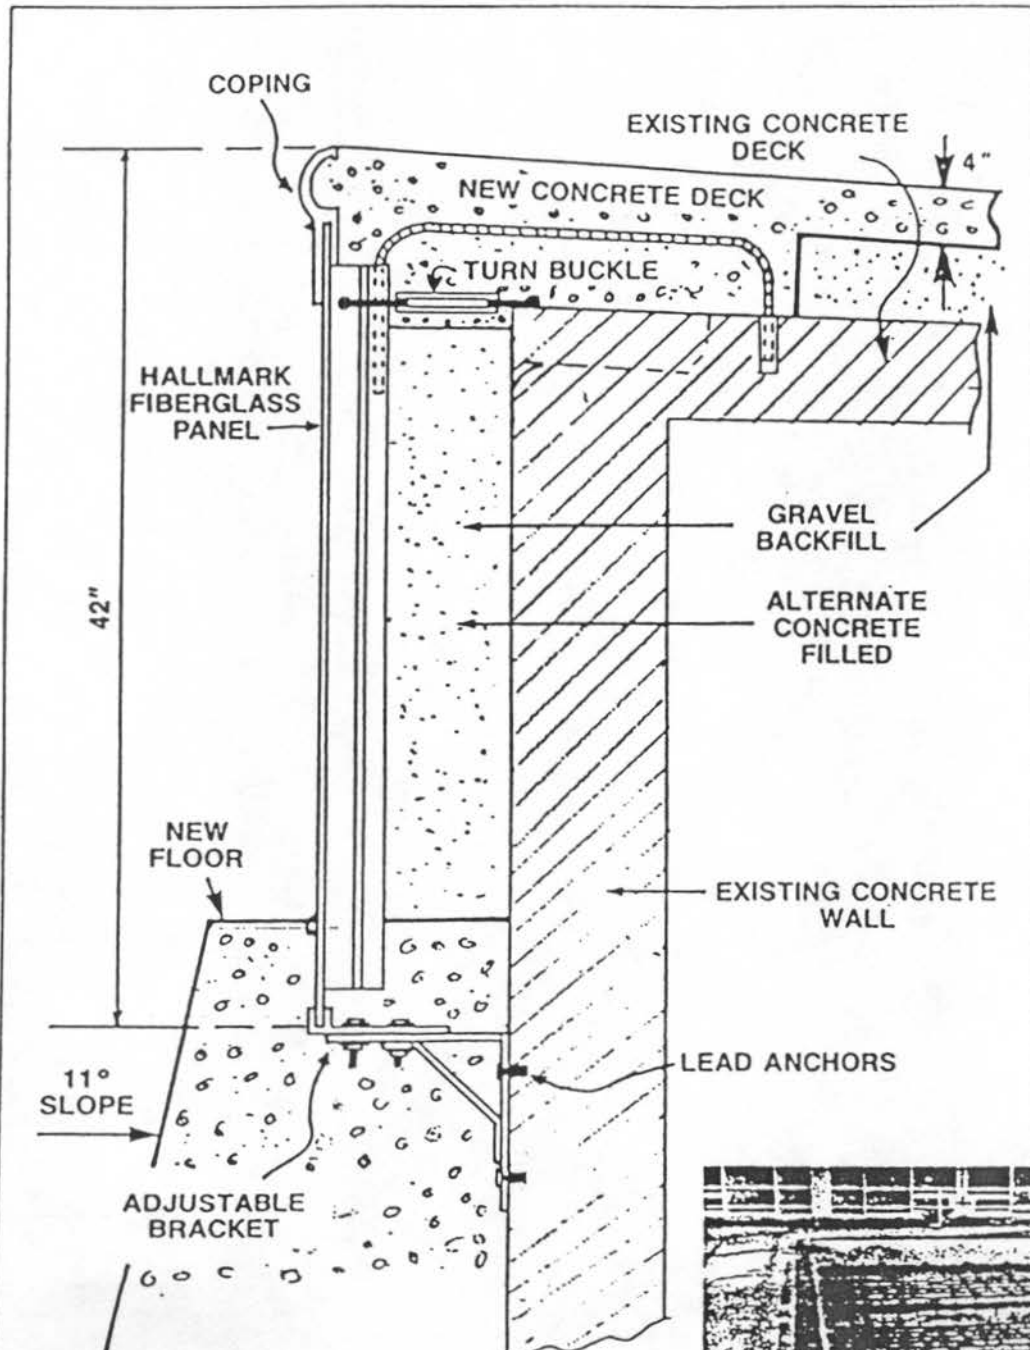 COPING
EXISTING CONCRETE
DECK
4"
NEW CONCRETE DECK
TURN BUCKLE
HALLMARK
FIBERGLASS
PANEL
GRAVEL
BACKFILL
42"
ALTERNATE
CONCRETE
FILLED
NEW
FLOOR
EXISTING CONCRETE
WALL
11°
SLOPE
LEAD ANCHORS
ADJUSTABLE
BRACKET